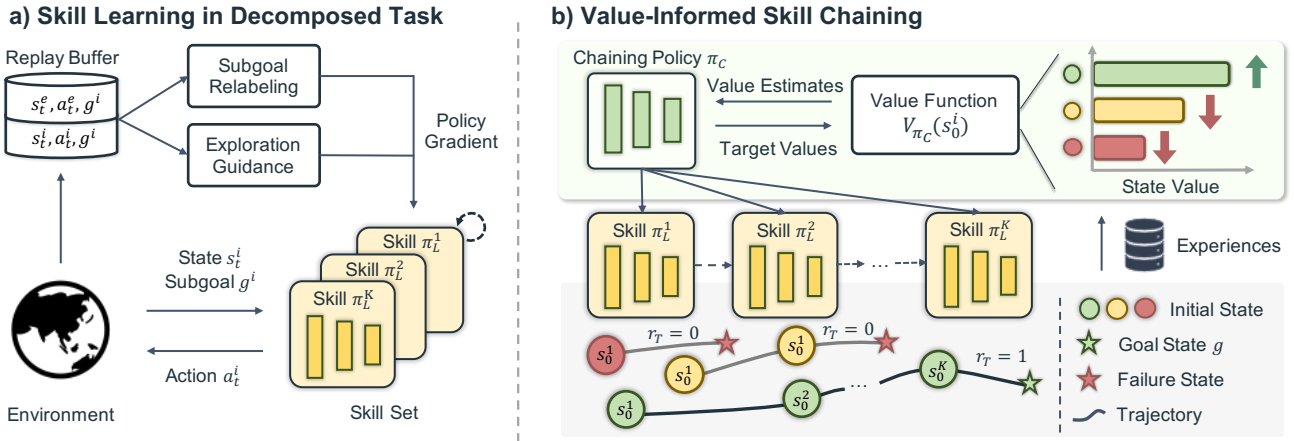 a) Skill Learning in Decomposed Task
Replay Buffer
s_t^e, a_t^e, g^i
s_t^i, a_t^i, g^i
Subgoal
Relabeling
Exploration
Guidance
Policy
Gradient
State s_t^i
Subgoal g^i
Action a_t^i
Environment
Skill π_L^1
Skill π_L^2
Skill π_L^K
Skill Set
b) Value-Informed Skill Chaining
Chaining Policy π_C
Value Estimates
Target Values
Value Function
V_{π_C}(s_0^i)
State Value
Skill π_L^1
Skill π_L^2
...
Skill π_L^K
Experiences
r_T = 0
r_T = 0
s_0^1
s_0^1
s_0^1
s_0^1
s_0^2
...
s_0^K
r_T = 1
Initial State
Goal State g
Failure State
Trajectory